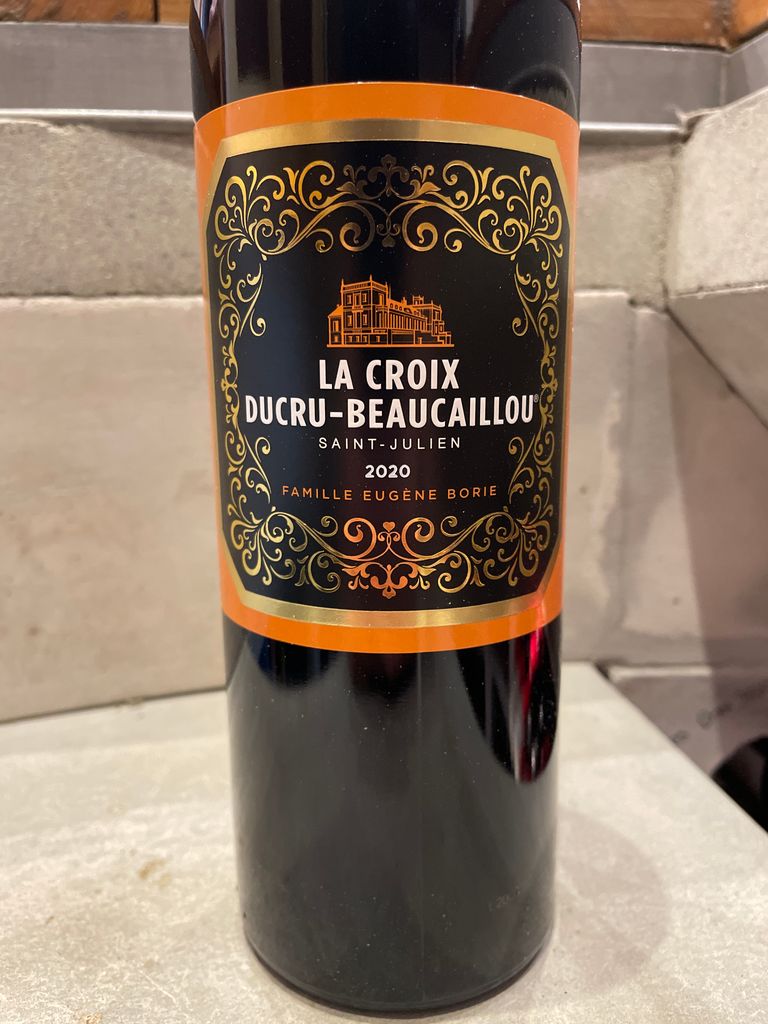 LA CROIX
DUCRU-BEAUCAILLOU®
SAINT-JULIEN
2020
FAMILLE EUGÈNE BORIE